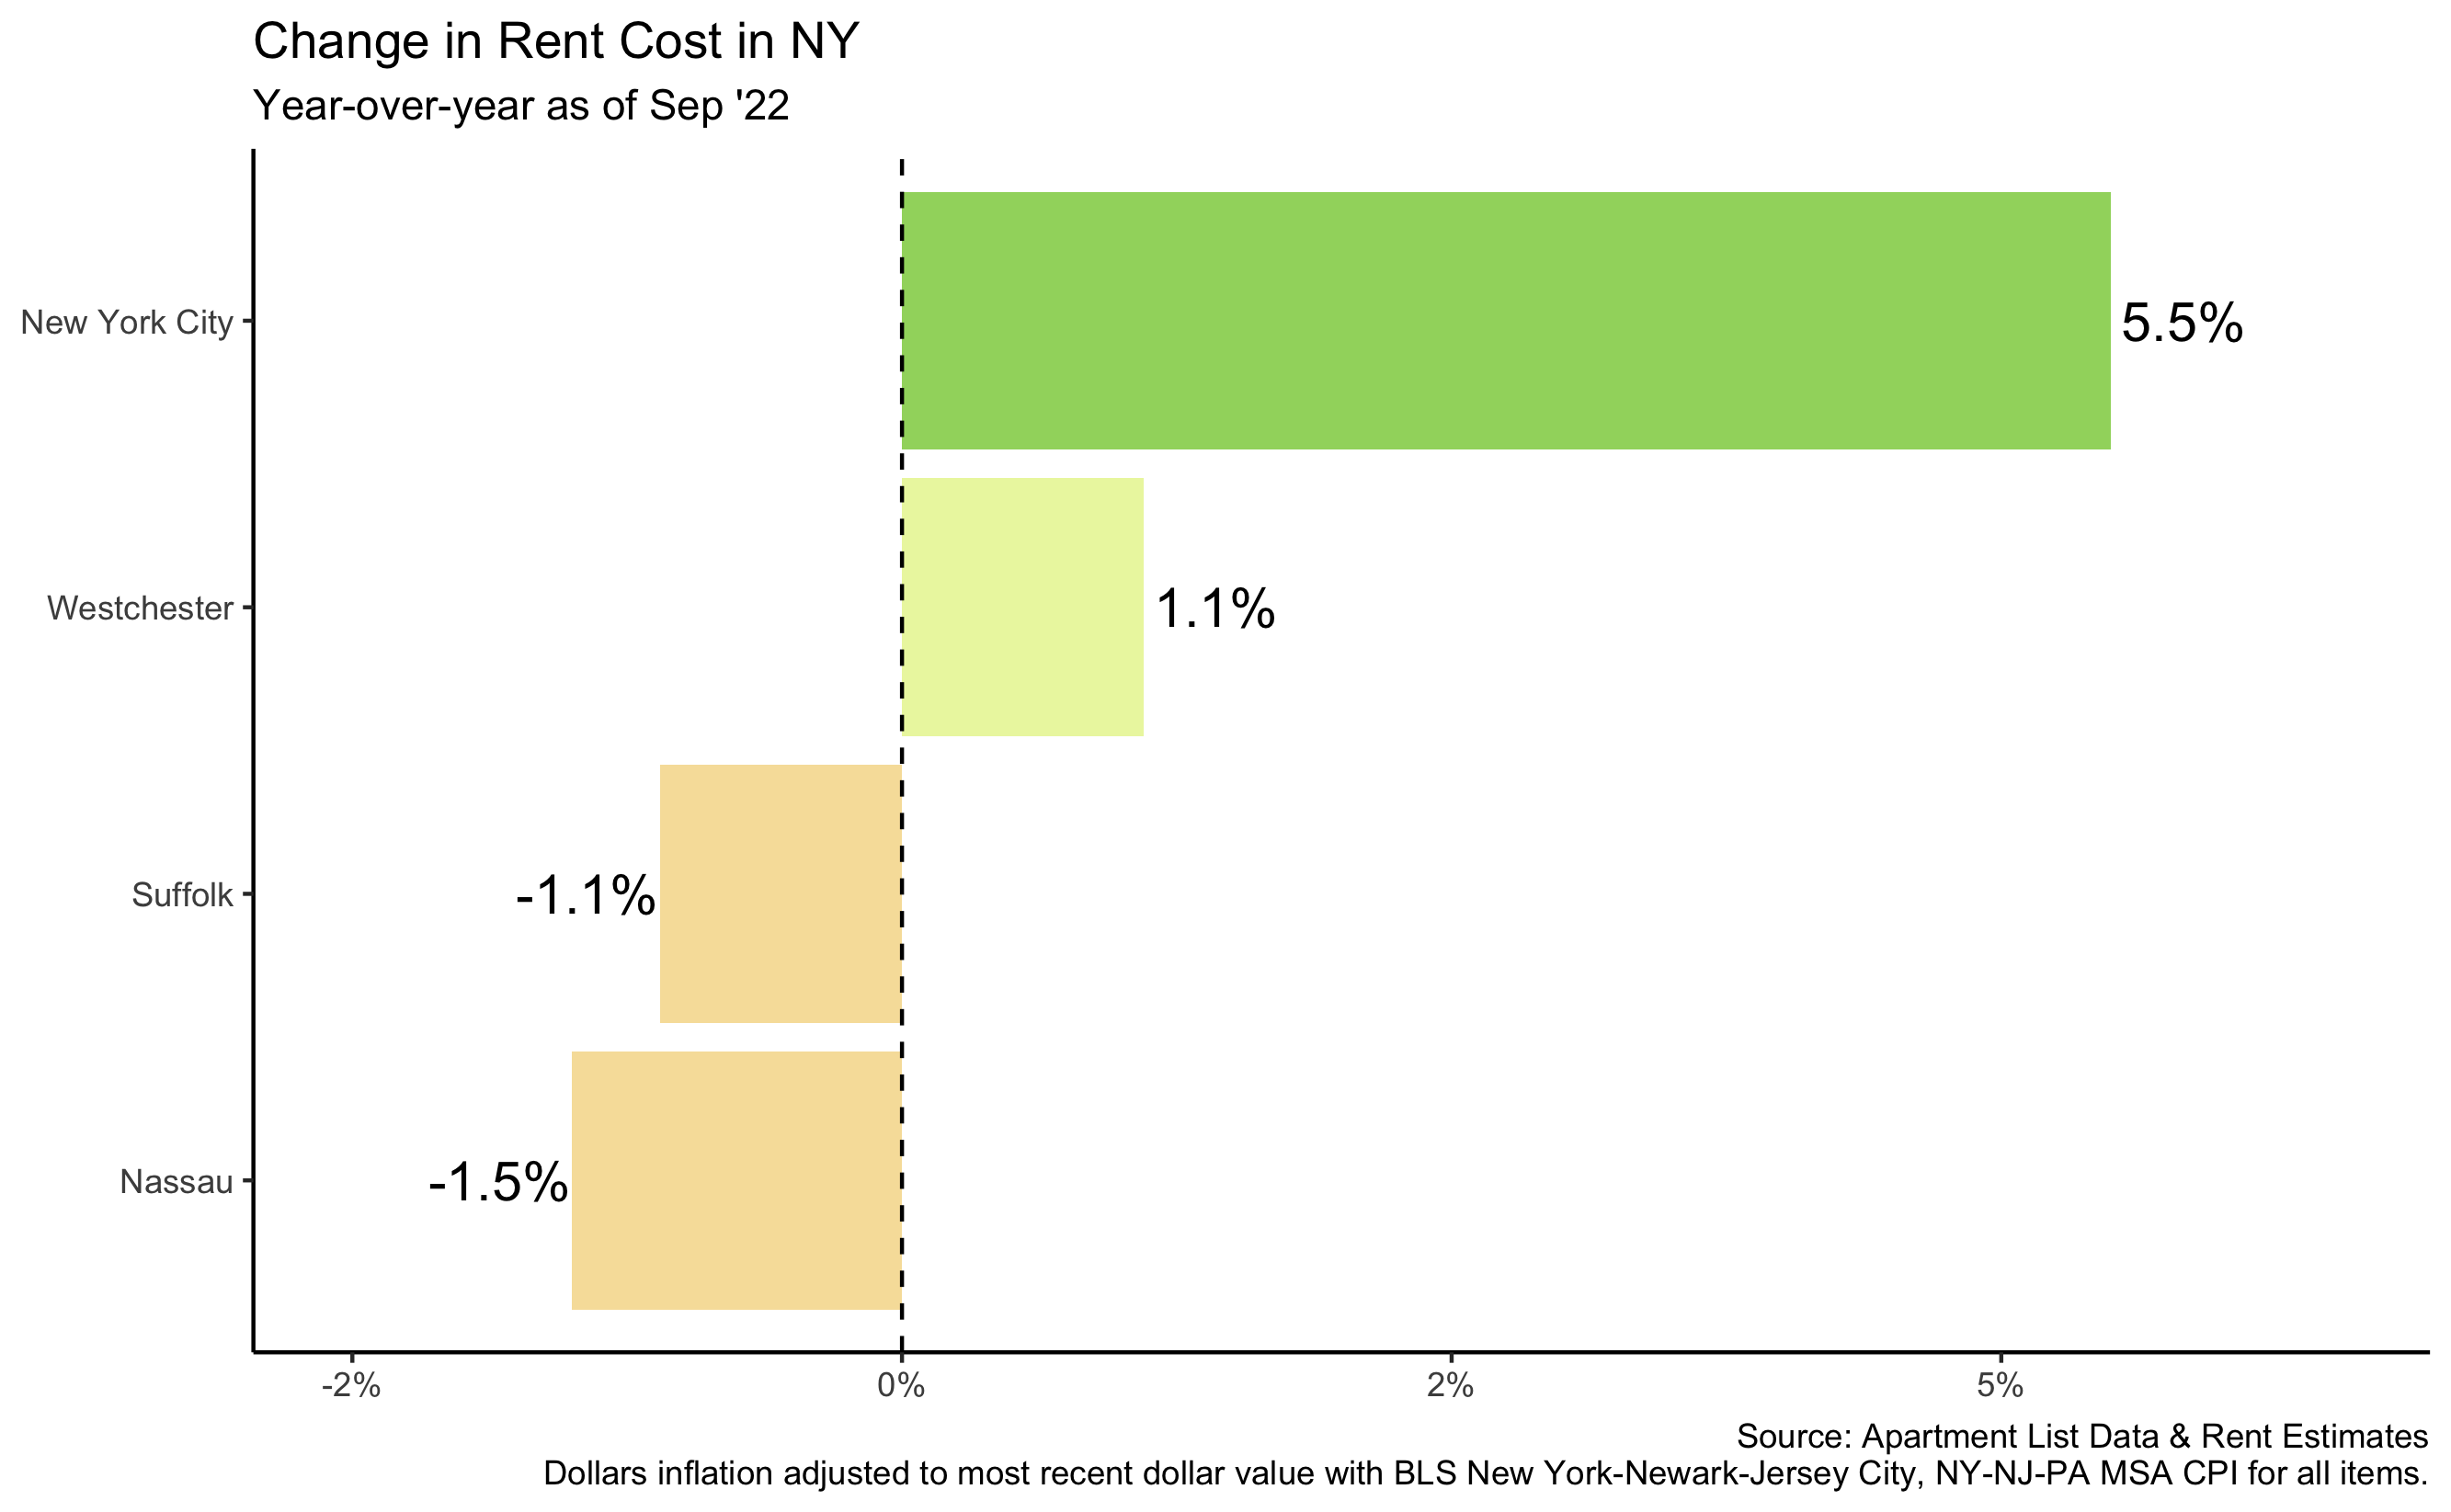 Change in Rent Cost in NY
Year-over-year as of Sep '22
New York City
5.5%
Westchester
1.1%
Suffolk
-1.1%
Nassau
-1.5%
-2%
0%
2%
5%
Source: Apartment List Data & Rent Estimates
Dollars inflation adjusted to most recent dollar value with BLS New York-Newark-Jersey City, NY-NJ-PA MSA CPI for all items.